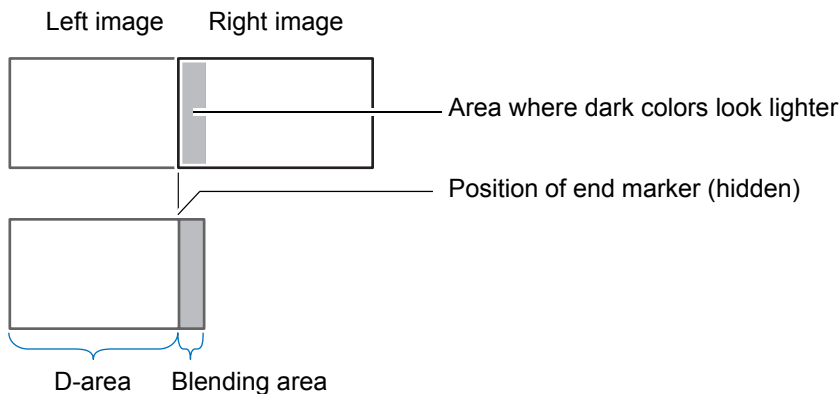 Left image
Right image
Area where dark colors look lighter
Position of end marker (hidden)
D-area
Blending area